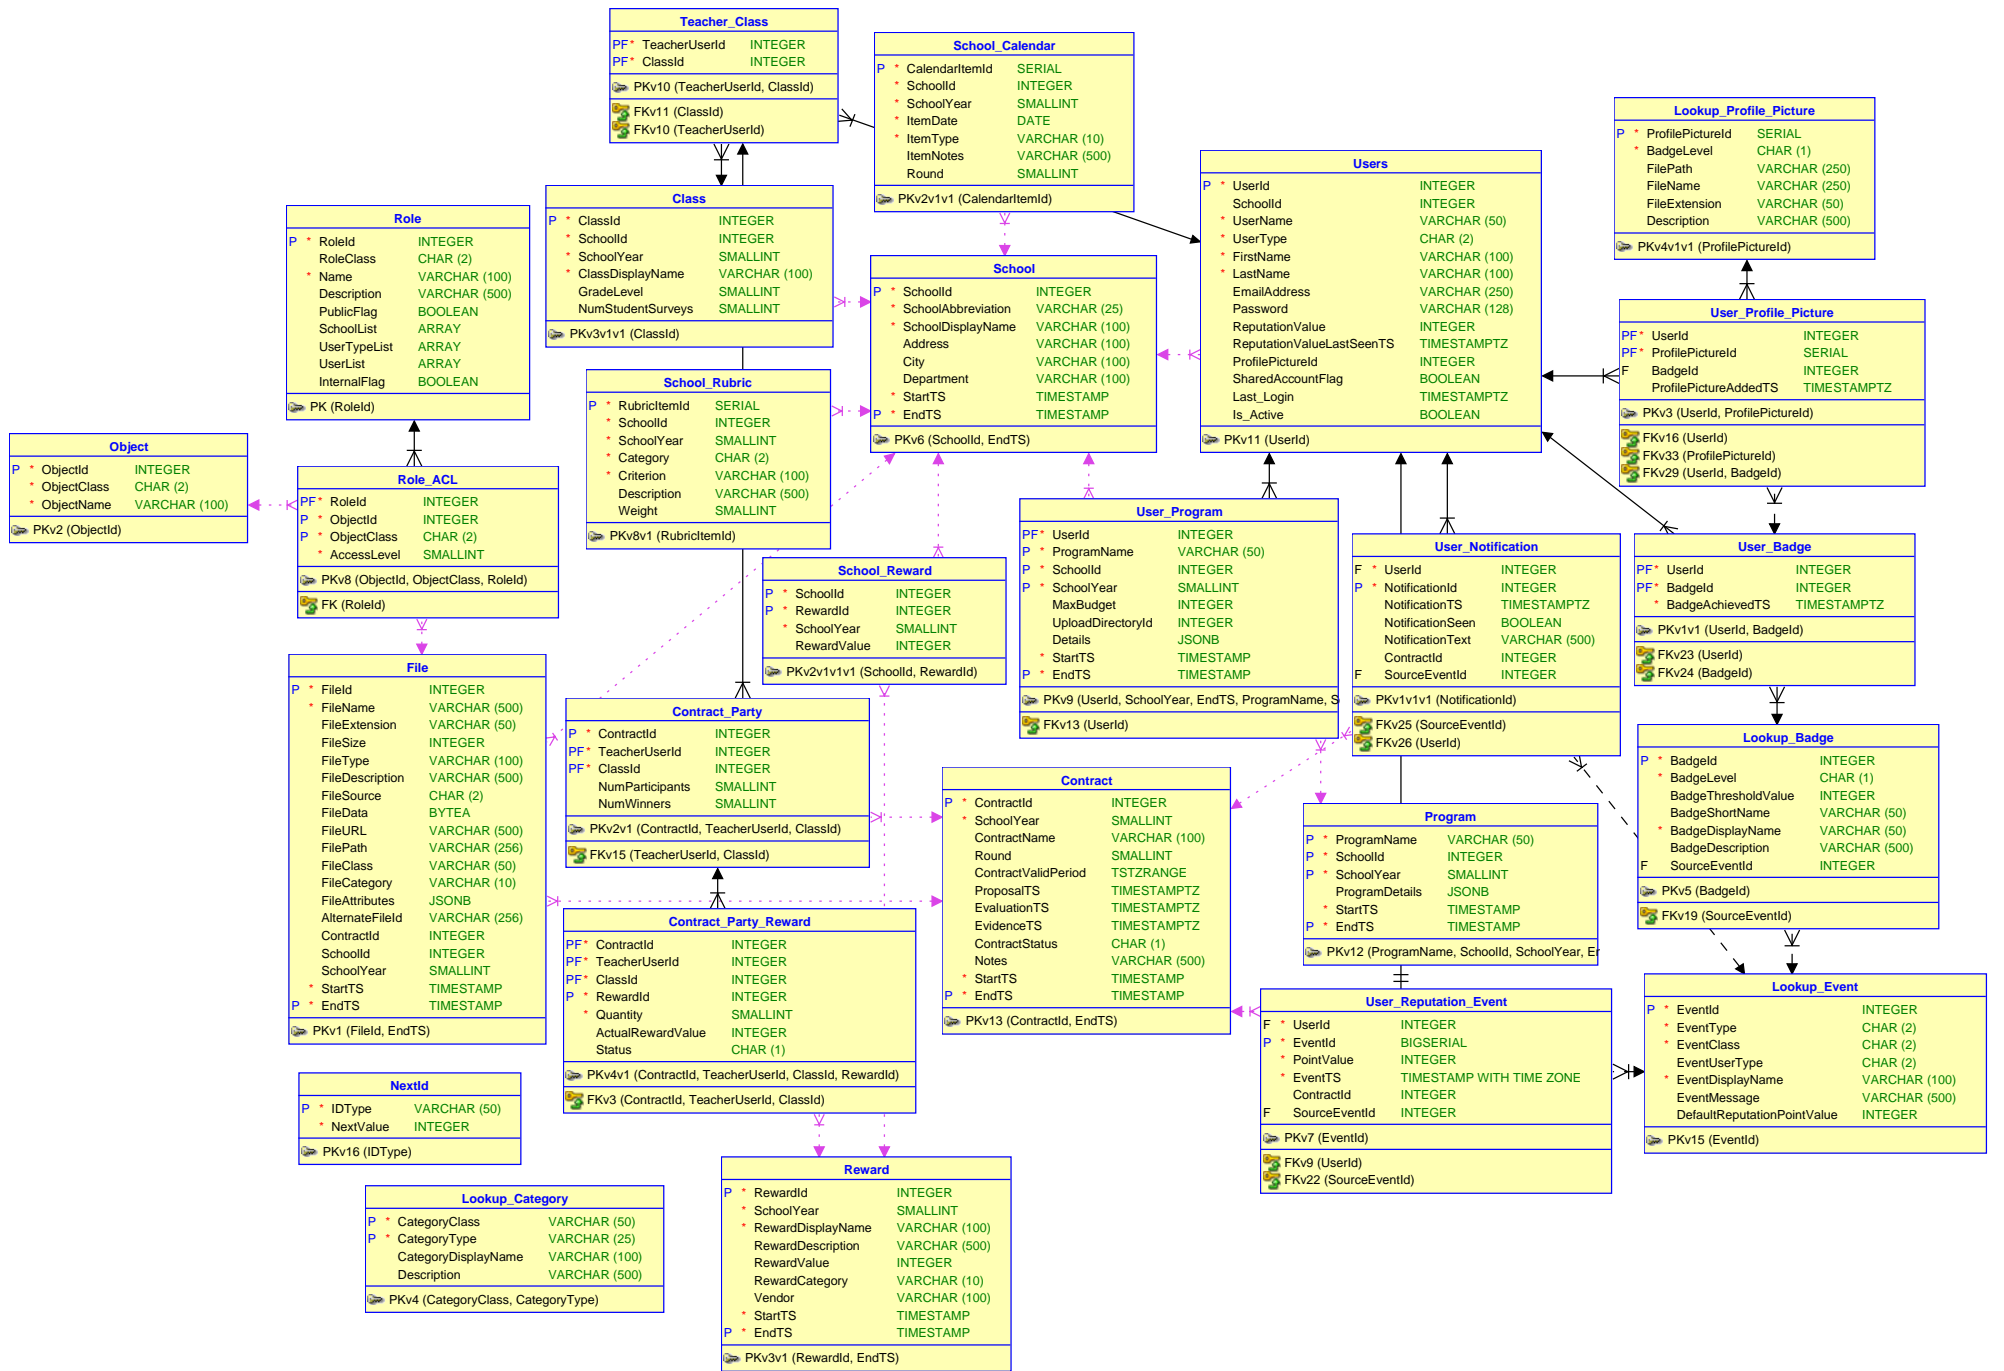 Teacher_Class
PF* TeacherUserId INTEGER
PF* ClassId INTEGER
PKv10 (TeacherUserId, ClassId)
FKv11 (ClassId)
FKv10 (TeacherUserId)
School_Calendar
P * CalendarItemId SERIAL
* SchoolId INTEGER
* SchoolYear SMALLINT
* ItemDate DATE
* ItemType VARCHAR (10)
ItemNotes VARCHAR (500)
Round SMALLINT
PKv2v1v1 (CalendarItemId)
Lookup_Profile_Picture
P * ProfilePictureId SERIAL
* BadgeLevel CHAR (1)
FilePath VARCHAR (250)
FileName VARCHAR (250)
FileExtension VARCHAR (50)
Description VARCHAR (500)
PKv4v1v1 (ProfilePictureId)
Users
P * UserId INTEGER
SchoolId INTEGER
* UserName VARCHAR (50)
* UserType CHAR (2)
* FirstName VARCHAR (100)
* LastName VARCHAR (100)
EmailAddress VARCHAR (250)
Password VARCHAR (128)
ReputationValue INTEGER
ReputationValueLastSeenTS TIMESTAMPTZ
ProfilePictureId INTEGER
SharedAccountFlag BOOLEAN
Last_Login TIMESTAMPTZ
Is_Active BOOLEAN
PKv11 (UserId)
Class
P * ClassId INTEGER
* SchoolId INTEGER
* SchoolYear SMALLINT
* ClassDisplayName VARCHAR (100)
GradeLevel SMALLINT
NumStudentSurveys SMALLINT
PKv3v1v1 (ClassId)
Role
P * RoleId INTEGER
RoleClass CHAR (2)
* Name VARCHAR (100)
Description VARCHAR (500)
PublicFlag BOOLEAN
SchoolList ARRAY
UserTypeList ARRAY
UserList ARRAY
InternalFlag BOOLEAN
PK (RoleId)
School
P * SchoolId INTEGER
* SchoolAbbreviation VARCHAR (25)
* SchoolDisplayName VARCHAR (100)
Address VARCHAR (100)
City VARCHAR (100)
Department VARCHAR (100)
* StartTS TIMESTAMP
P * EndTS TIMESTAMP
PKv6 (SchoolId, EndTS)
User_Profile_Picture
PF* UserId INTEGER
PF* ProfilePictureId SERIAL
F BadgeId INTEGER
ProfilePictureAddedTS TIMESTAMPTZ
PKv3 (UserId, ProfilePictureId)
FKv16 (UserId)
FKv33 (ProfilePictureId)
FKv29 (UserId, BadgeId)
School_Rubric
P * RubricItemId SERIAL
* SchoolId INTEGER
* SchoolYear SMALLINT
* Category CHAR (2)
* Criterion VARCHAR (100)
Description VARCHAR (500)
Weight SMALLINT
PKv8v1 (RubricItemId)
Object
P * ObjectId INTEGER
* ObjectClass CHAR (2)
* ObjectName VARCHAR (100)
PKv2 (ObjectId)
Role_ACL
PF* RoleId INTEGER
P * ObjectId INTEGER
P * ObjectClass CHAR (2)
* AccessLevel SMALLINT
PKv8 (ObjectId, ObjectClass, RoleId)
FK (RoleId)
User_Program
PF* UserId INTEGER
P * ProgramName VARCHAR (50)
P * SchoolId INTEGER
P * SchoolYear SMALLINT
MaxBudget INTEGER
UploadDirectoryId INTEGER
Details JSONB
* StartTS TIMESTAMP
P * EndTS TIMESTAMP
PKv9 (UserId, SchoolYear, EndTS, ProgramName, S
FKv13 (UserId)
User_Notification
F * UserId INTEGER
P * NotificationId INTEGER
NotificationTS TIMESTAMPTZ
NotificationSeen BOOLEAN
NotificationText VARCHAR (500)
ContractId INTEGER
F SourceEventId INTEGER
PKv1v1v1 (NotificationId)
FKv25 (SourceEventId)
FKv26 (UserId)
User_Badge
PF* UserId INTEGER
PF* BadgeId INTEGER
* BadgeAchievedTS TIMESTAMPTZ
PKv1v1 (UserId, BadgeId)
FKv23 (UserId)
FKv24 (BadgeId)
School_Reward
P * SchoolId INTEGER
P * RewardId INTEGER
* SchoolYear SMALLINT
RewardValue INTEGER
PKv2v1v1v1 (SchoolId, RewardId)
File
P * FileId INTEGER
* FileName VARCHAR (500)
FileExtension VARCHAR (50)
FileSize INTEGER
FileType VARCHAR (100)
FileDescription VARCHAR (500)
FileSource CHAR (2)
FileData BYTEA
FileURL VARCHAR (500)
FilePath VARCHAR (256)
FileClass VARCHAR (50)
FileCategory VARCHAR (10)
FileAttributes JSONB
AlternateFileId VARCHAR (256)
ContractId INTEGER
SchoolId INTEGER
SchoolYear SMALLINT
* StartTS TIMESTAMP
P * EndTS TIMESTAMP
PKv1 (FileId, EndTS)
Contract_Party
P * ContractId INTEGER
PF* TeacherUserId INTEGER
PF* ClassId INTEGER
NumParticipants SMALLINT
NumWinners SMALLINT
PKv2v1 (ContractId, TeacherUserId, ClassId)
FKv15 (TeacherUserId, ClassId)
Lookup_Badge
P * BadgeId INTEGER
* BadgeLevel CHAR (1)
BadgeThresholdValue INTEGER
BadgeShortName VARCHAR (50)
* BadgeDisplayName VARCHAR (50)
BadgeDescription VARCHAR (500)
F SourceEventId INTEGER
PKv5 (BadgeId)
FKv19 (SourceEventId)
Contract
P * ContractId INTEGER
* SchoolYear SMALLINT
ContractName VARCHAR (100)
Round SMALLINT
ContractValidPeriod TSTZRANGE
ProposalTS TIMESTAMPTZ
EvaluationTS TIMESTAMPTZ
EvidenceTS TIMESTAMPTZ
ContractStatus CHAR (1)
Notes VARCHAR (500)
* StartTS TIMESTAMP
P * EndTS TIMESTAMP
PKv13 (ContractId, EndTS)
Program
P * ProgramName VARCHAR (50)
P * SchoolId INTEGER
P * SchoolYear SMALLINT
ProgramDetails JSONB
* StartTS TIMESTAMP
P * EndTS TIMESTAMP
PKv12 (ProgramName, SchoolId, SchoolYear, Er
Contract_Party_Reward
PF* ContractId INTEGER
PF* TeacherUserId INTEGER
PF* ClassId INTEGER
P * RewardId INTEGER
* Quantity SMALLINT
ActualRewardValue INTEGER
Status CHAR (1)
PKv4v1 (ContractId, TeacherUserId, ClassId, RewardId)
FKv3 (ContractId, TeacherUserId, ClassId)
User_Reputation_Event
F * UserId INTEGER
P * EventId BIGSERIAL
* PointValue INTEGER
* EventTS TIMESTAMP WITH TIME ZONE
ContractId INTEGER
F SourceEventId INTEGER
PKv7 (EventId)
FKv9 (UserId)
FKv22 (SourceEventId)
Lookup_Event
P * EventId INTEGER
* EventType CHAR (2)
* EventClass CHAR (2)
EventUserType CHAR (2)
* EventDisplayName VARCHAR (100)
EventMessage VARCHAR (500)
DefaultReputationPointValue INTEGER
PKv15 (EventId)
NextId
P * IDType VARCHAR (50)
* NextValue INTEGER
PKv16 (IDType)
Reward
P * RewardId INTEGER
* SchoolYear SMALLINT
* RewardDisplayName VARCHAR (100)
RewardDescription VARCHAR (500)
RewardValue INTEGER
RewardCategory VARCHAR (10)
Vendor VARCHAR (100)
* StartTS TIMESTAMP
P * EndTS TIMESTAMP
PKv3v1 (RewardId, EndTS)
Lookup_Category
P * CategoryClass VARCHAR (50)
P * CategoryType VARCHAR (25)
CategoryDisplayName VARCHAR (100)
Description VARCHAR (500)
PKv4 (CategoryClass, CategoryType)